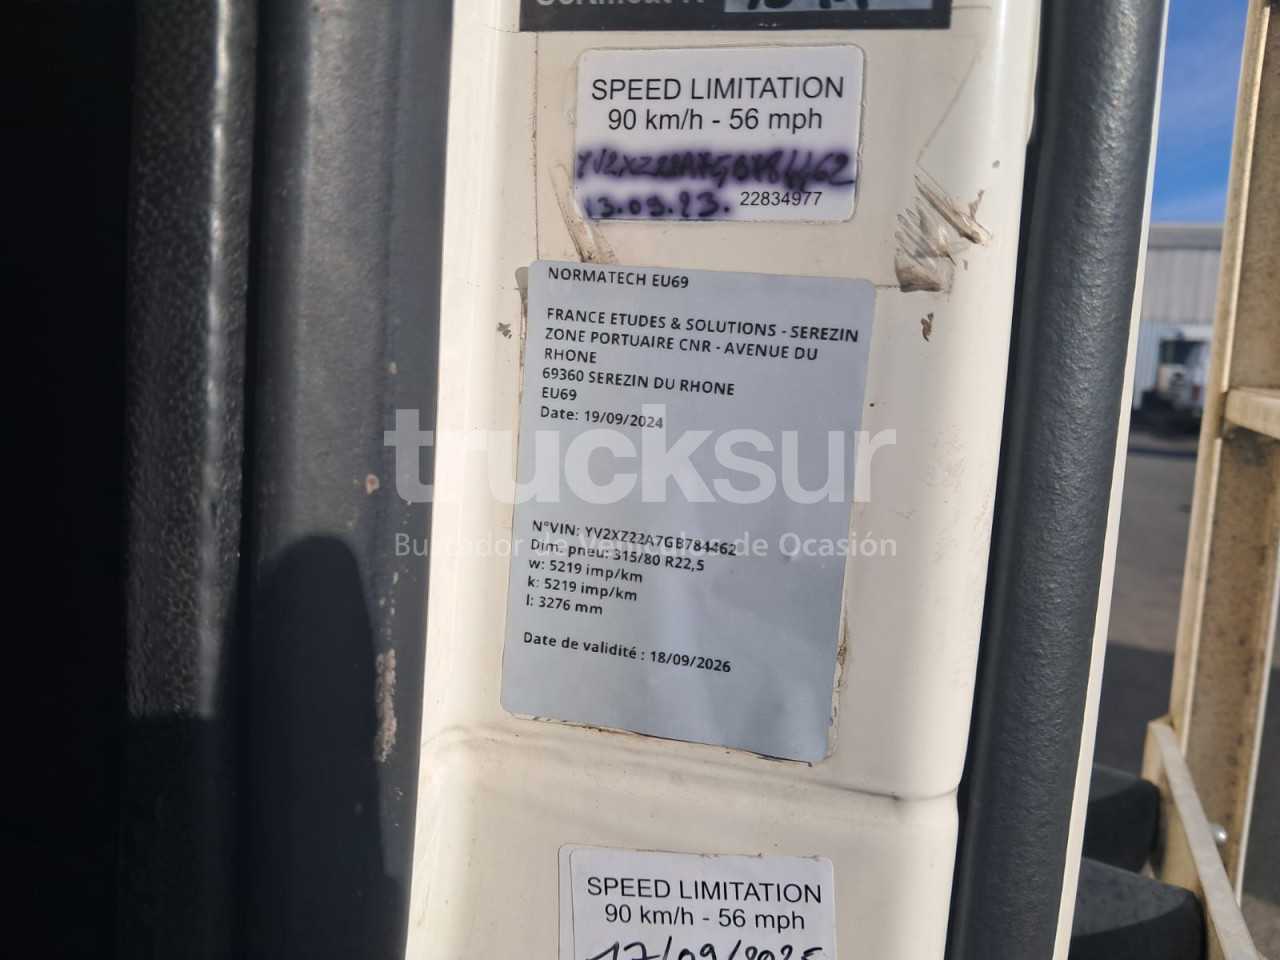 SPEED LIMITATION
90 km/h - 56 mph
22834977
NORMATECH EU69
FRANCE ETUDES & SOLUTIONS - SEREZIN
ZONE PORTUAIRE CNR - AVENUE DU
RHONE
69360 SEREZIN DU RHONE
EU69
Date: 19/09/2024
trucksur
N°VIN: YV2XZ22A7GB784462
Buscador de Vehículos de Ocasión
Dim. pneu: 315/80 R22,5
w: 5219 imp/km
k: 5219 imp/km
l: 3276 mm
Date de validité : 18/09/2026
SPEED LIMITATION
90 km/h - 56 mph